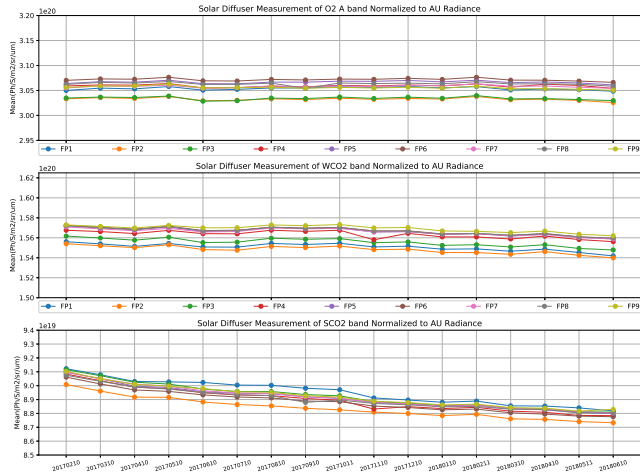 Solar Diffuser Measurement of O2 A band Normalized to AU Radiance
1e20
3.20
3.15
3.10
3.05
3.00
2.95
Mean(Ph/S/m2/sr/um)
FP1 FP2 FP3 FP4 FP5 FP6 FP7 FP8 FP9
Solar Diffuser Measurement of WCO2 band Normalized to AU Radiance
1e20
1.62
1.60
1.58
1.56
1.54
1.52
1.50
Mean(Ph/S/m2/sr/um)
FP1 FP2 FP3 FP4 FP5 FP6 FP7 FP8 FP9
Solar Diffuser Measurement of SCO2 band Normalized to AU Radiance
1e19
9.4
9.3
9.2
9.1
9.0
8.9
8.8
8.7
8.6
8.5
Mean(Ph/S/m2/sr/um)
20170210 20170310 20170410 20170510 20170610 20170710 20170810 20170910 20171011 20171110 20171210 20180110 20180211 20180313 20180410 20180511 20180610